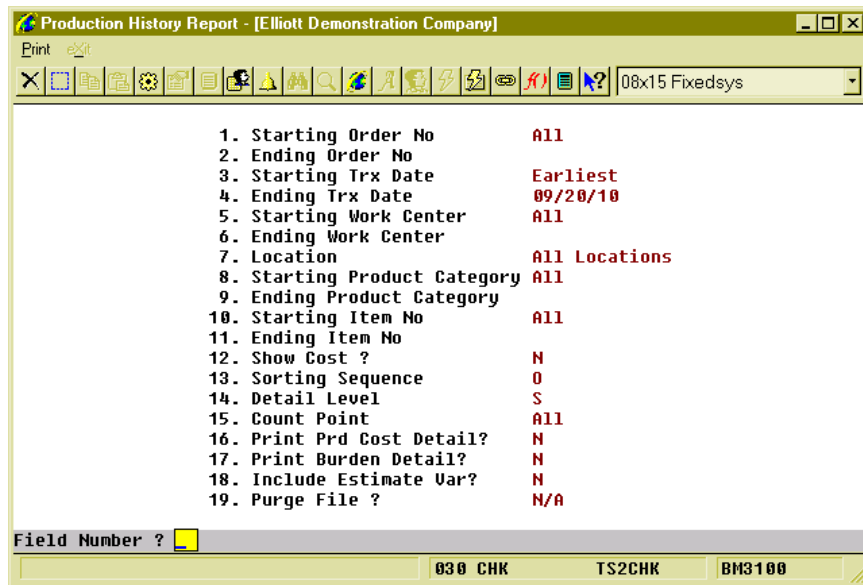 Production History Report - [Elliott Demonstration Company]
Print eXit
08x15 Fixedsys
1. Starting Order No All
2. Ending Order No
3. Starting Trx Date Earliest
4. Ending Trx Date 09/20/10
5. Starting Work Center All
6. Ending Work Center
7. Location All Locations
8. Starting Product Category All
9. Ending Product Category
10. Starting Item No All
11. Ending Item No
12. Show Cost ? N
13. Sorting Sequence O
14. Detail Level S
15. Count Point All
16. Print Prd Cost Detail? N
17. Print Burden Detail? N
18. Include Estimate Var? N
19. Purge File ? N/A
Field Number ?
030 CHK TS2CHK BM3100